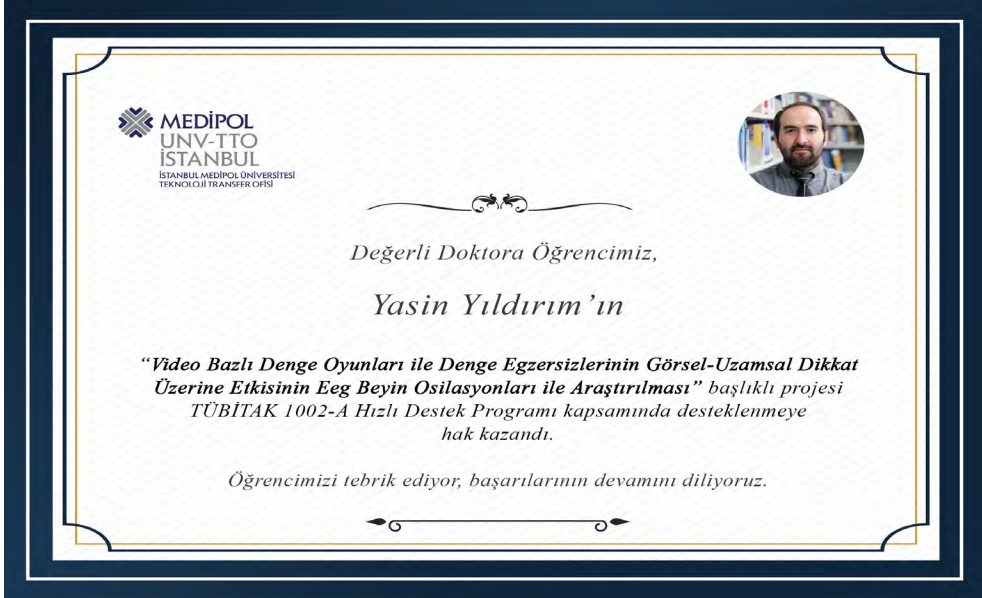 MEDİPOL
UNV-TTO
İSTANBUL
İSTANBUL MEDİPOL ÜNİVERSİTESİ
TEKNOLOJİ TRANSFER OFİSİ
Değerli Doktora Öğrencimiz,
Yasin Yıldırım’ın
“Video Bazlı Denge Oyunları ile Denge Egzersizlerinin Görsel-Uzamsal Dikkat
Üzerine Etkisinin Eeg Beyin Osilasyonları ile Araştırılması” başlıklı projesi
TÜBİTAK 1002-A Hızlı Destek Programı kapsamında desteklenmeye
hak kazandı.
Öğrencimizi tebrik ediyor, başarılarının devamını diliyoruz.